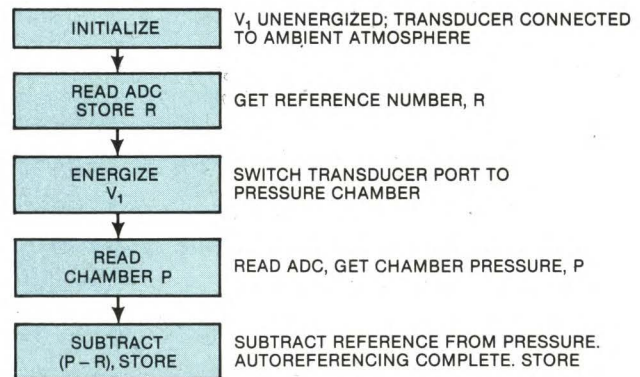 INITIALIZE
V₁ UNENERGIZED; TRANSDUCER CONNECTED
TO AMBIENT ATMOSPHERE
READ ADC
STORE R
GET REFERENCE NUMBER, R
ENERGIZE
V₁
SWITCH TRANSDUCER PORT TO
PRESSURE CHAMBER
READ
CHAMBER P
READ ADC, GET CHAMBER PRESSURE, P
SUBTRACT
(P – R), STORE
SUBTRACT REFERENCE FROM PRESSURE.
AUTOREFERENCING COMPLETE. STORE